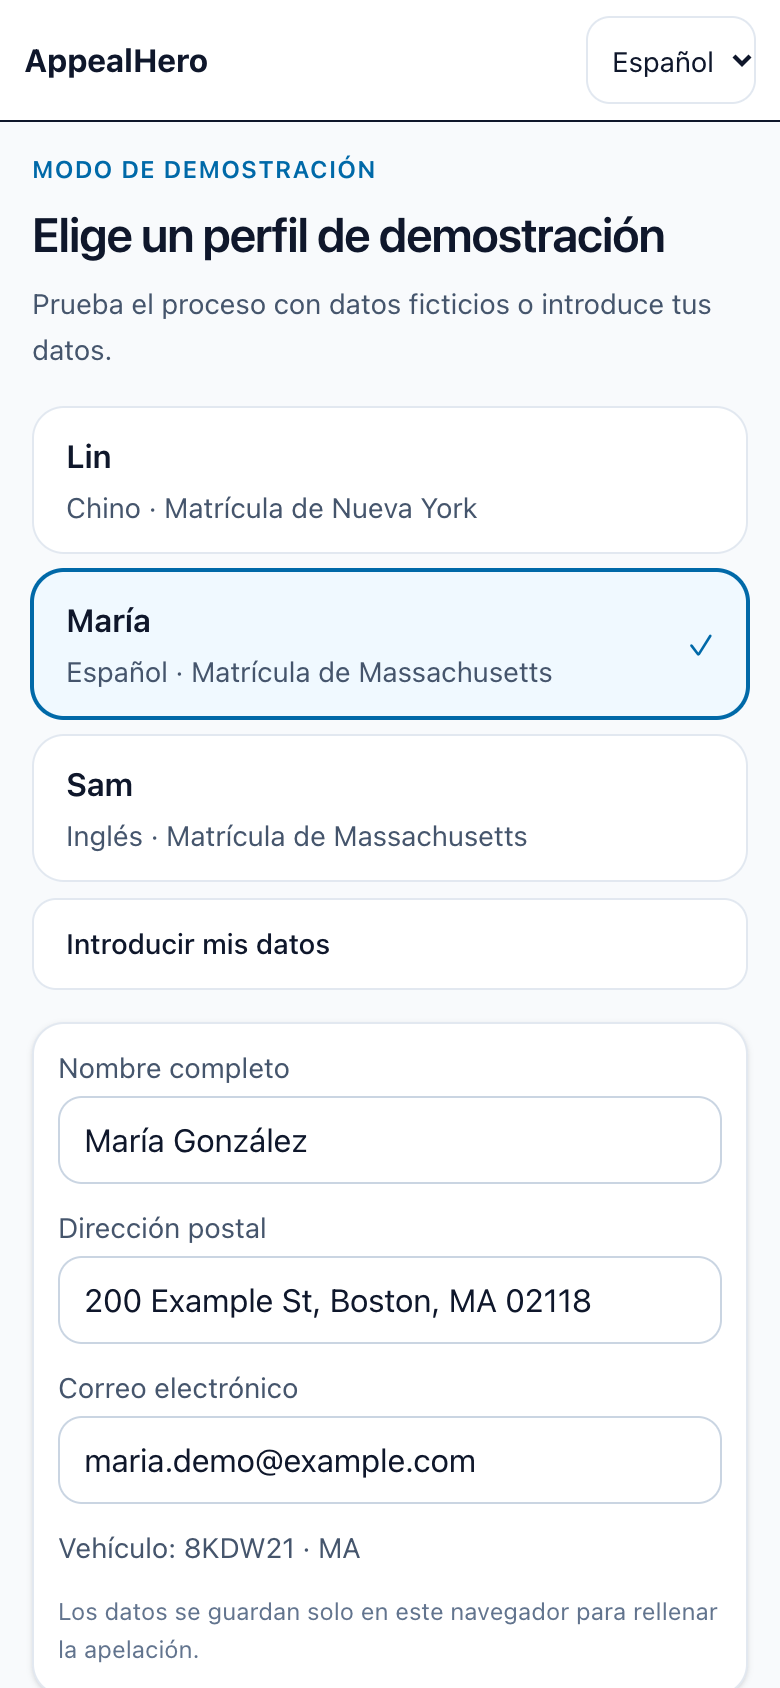 AppealHero
Español
MODO DE DEMOSTRACIÓN
Elige un perfil de demostración
Prueba el proceso con datos ficticios o introduce tus
datos.
Lin
Chino · Matrícula de Nueva York
María
Español · Matrícula de Massachusetts
Sam
Inglés · Matrícula de Massachusetts
Introducir mis datos
Nombre completo
María González
Dirección postal
200 Example St, Boston, MA 02118
Correo electrónico
maria.demo@example.com
Vehículo: 8KDW21 · MA
Los datos se guardan solo en este navegador para rellenar
la apelación.